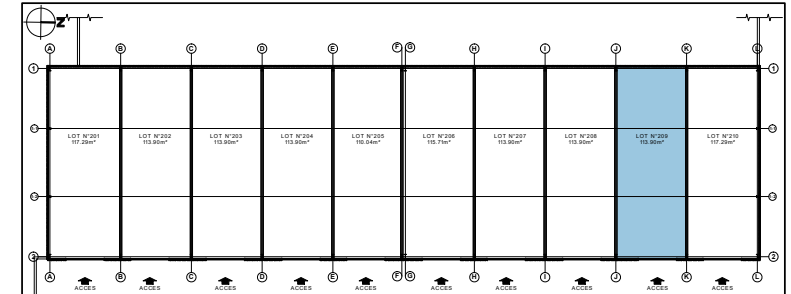 Z
A B C D E F G H I J K L
1 1
LOT N°201 LOT N°202 LOT N°203 LOT N°204 LOT N°205 LOT N°206 LOT N°207 LOT N°208 LOT N°209 LOT N°210
117.29m² 113.90m² 113.90m² 113.90m² 110.04m² 115.71m² 113.90m² 113.90m² 113.90m² 117.29m²
2 2
A B C D E F G H I J K L
ACCES ACCES ACCES ACCES ACCES ACCES ACCES ACCES ACCES ACCES